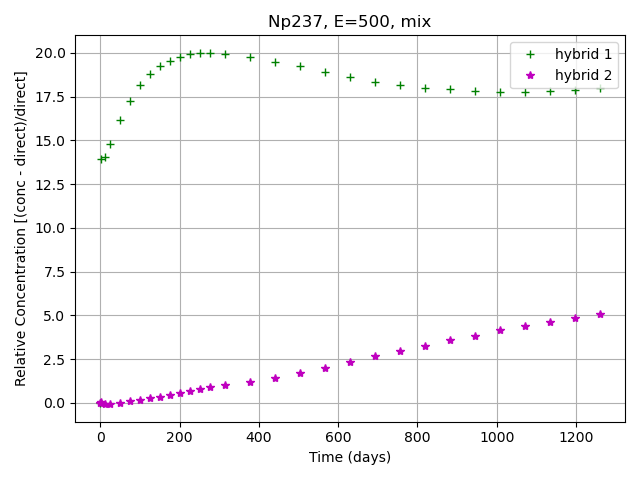 Np237, E=500, mix
Relative Concentration [(conc - direct)/direct]
20.0
17.5
15.0
12.5
10.0
7.5
5.0
2.5
0.0
hybrid 1
hybrid 2
0 200 400 600 800 1000 1200
Time (days)